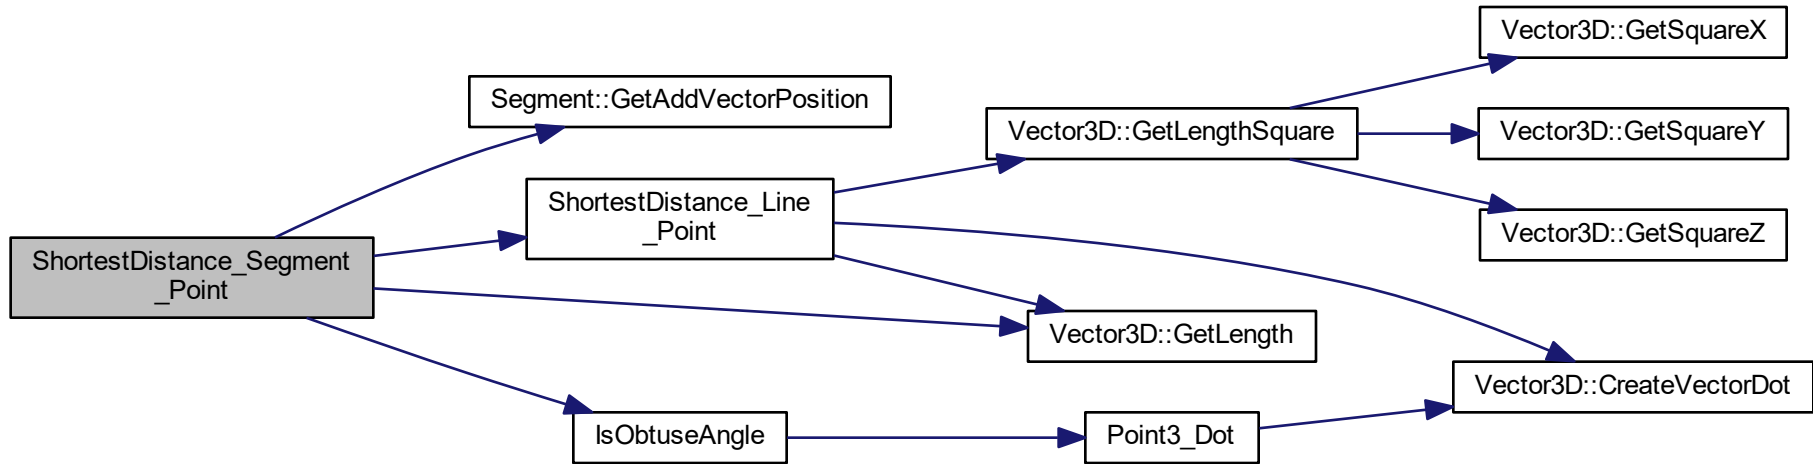 Vector3D::GetSquareX
Segment::GetAddVectorPosition
Vector3D::GetLengthSquare
Vector3D::GetSquareY
ShortestDistance_Line
_Point
Vector3D::GetSquareZ
ShortestDistance_Segment
_Point
Vector3D::GetLength
Vector3D::CreateVectorDot
IsObtuseAngle
Point3_Dot